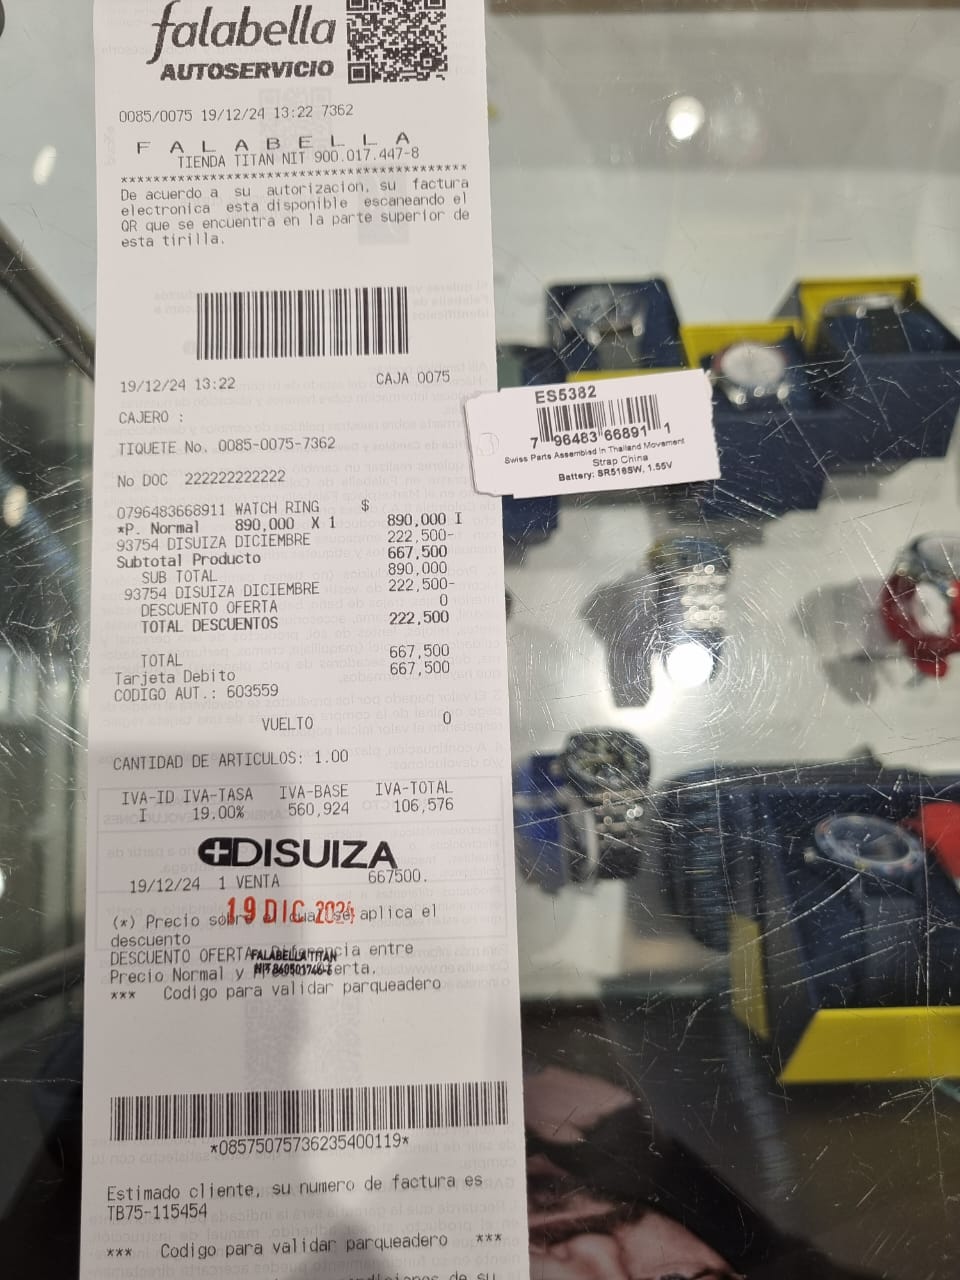 falabella
AUTOSERVICIO
0085/0075 19/12/24 13:22 7362
F A L A B E L L A
TIENDA TITAN NIT 900.017.447-8
****************************************
De acuerdo a su autorizacion, su factura
electronica esta disponible escaneando el
QR que se encuentra en la parte superior de
esta tirilla.
19/12/24 13:22 CAJA 0075
CAJERO :
TIQUETE No. 0085-0075-7362
No DOC 222222222222
0796483668911 WATCH RING $
*P. Normal 890,000 X 1 890,000 I
93754 DISUIZA DICIEMBRE 222,500-
Subtotal Producto 667,500
SUB TOTAL 890,000
93754 DISUIZA DICIEMBRE 222,500-
DESCUENTO OFERTA 0
TOTAL DESCUENTOS 222,500
TOTAL 667,500
Tarjeta Debito 667,500
CODIGO AUT.: 603559
VUELTO 0
CANTIDAD DE ARTICULOS: 1.00
IVA-ID IVA-TASA IVA-BASE IVA-TOTAL
I 19.00% 560,924 106,576
DISUIZA
19/12/24 1 VENTA 667500.
19 DIC. 2024
(*) Precio sobre el cual se aplica el
descuento
DESCUENTO OFERTA
FALABELLA TITAN
Precio Normal y
*** Codigo para validar parqueadero
*08575075736235400119*
Estimado cliente, su numero de factura es
TB75-115454
*** Codigo para validar parqueadero ***
ES5382
7 96483 66891 1
Swiss Parts Assembled In Thailand Movement
Strap China
Battery: SR516SW, 1.55V